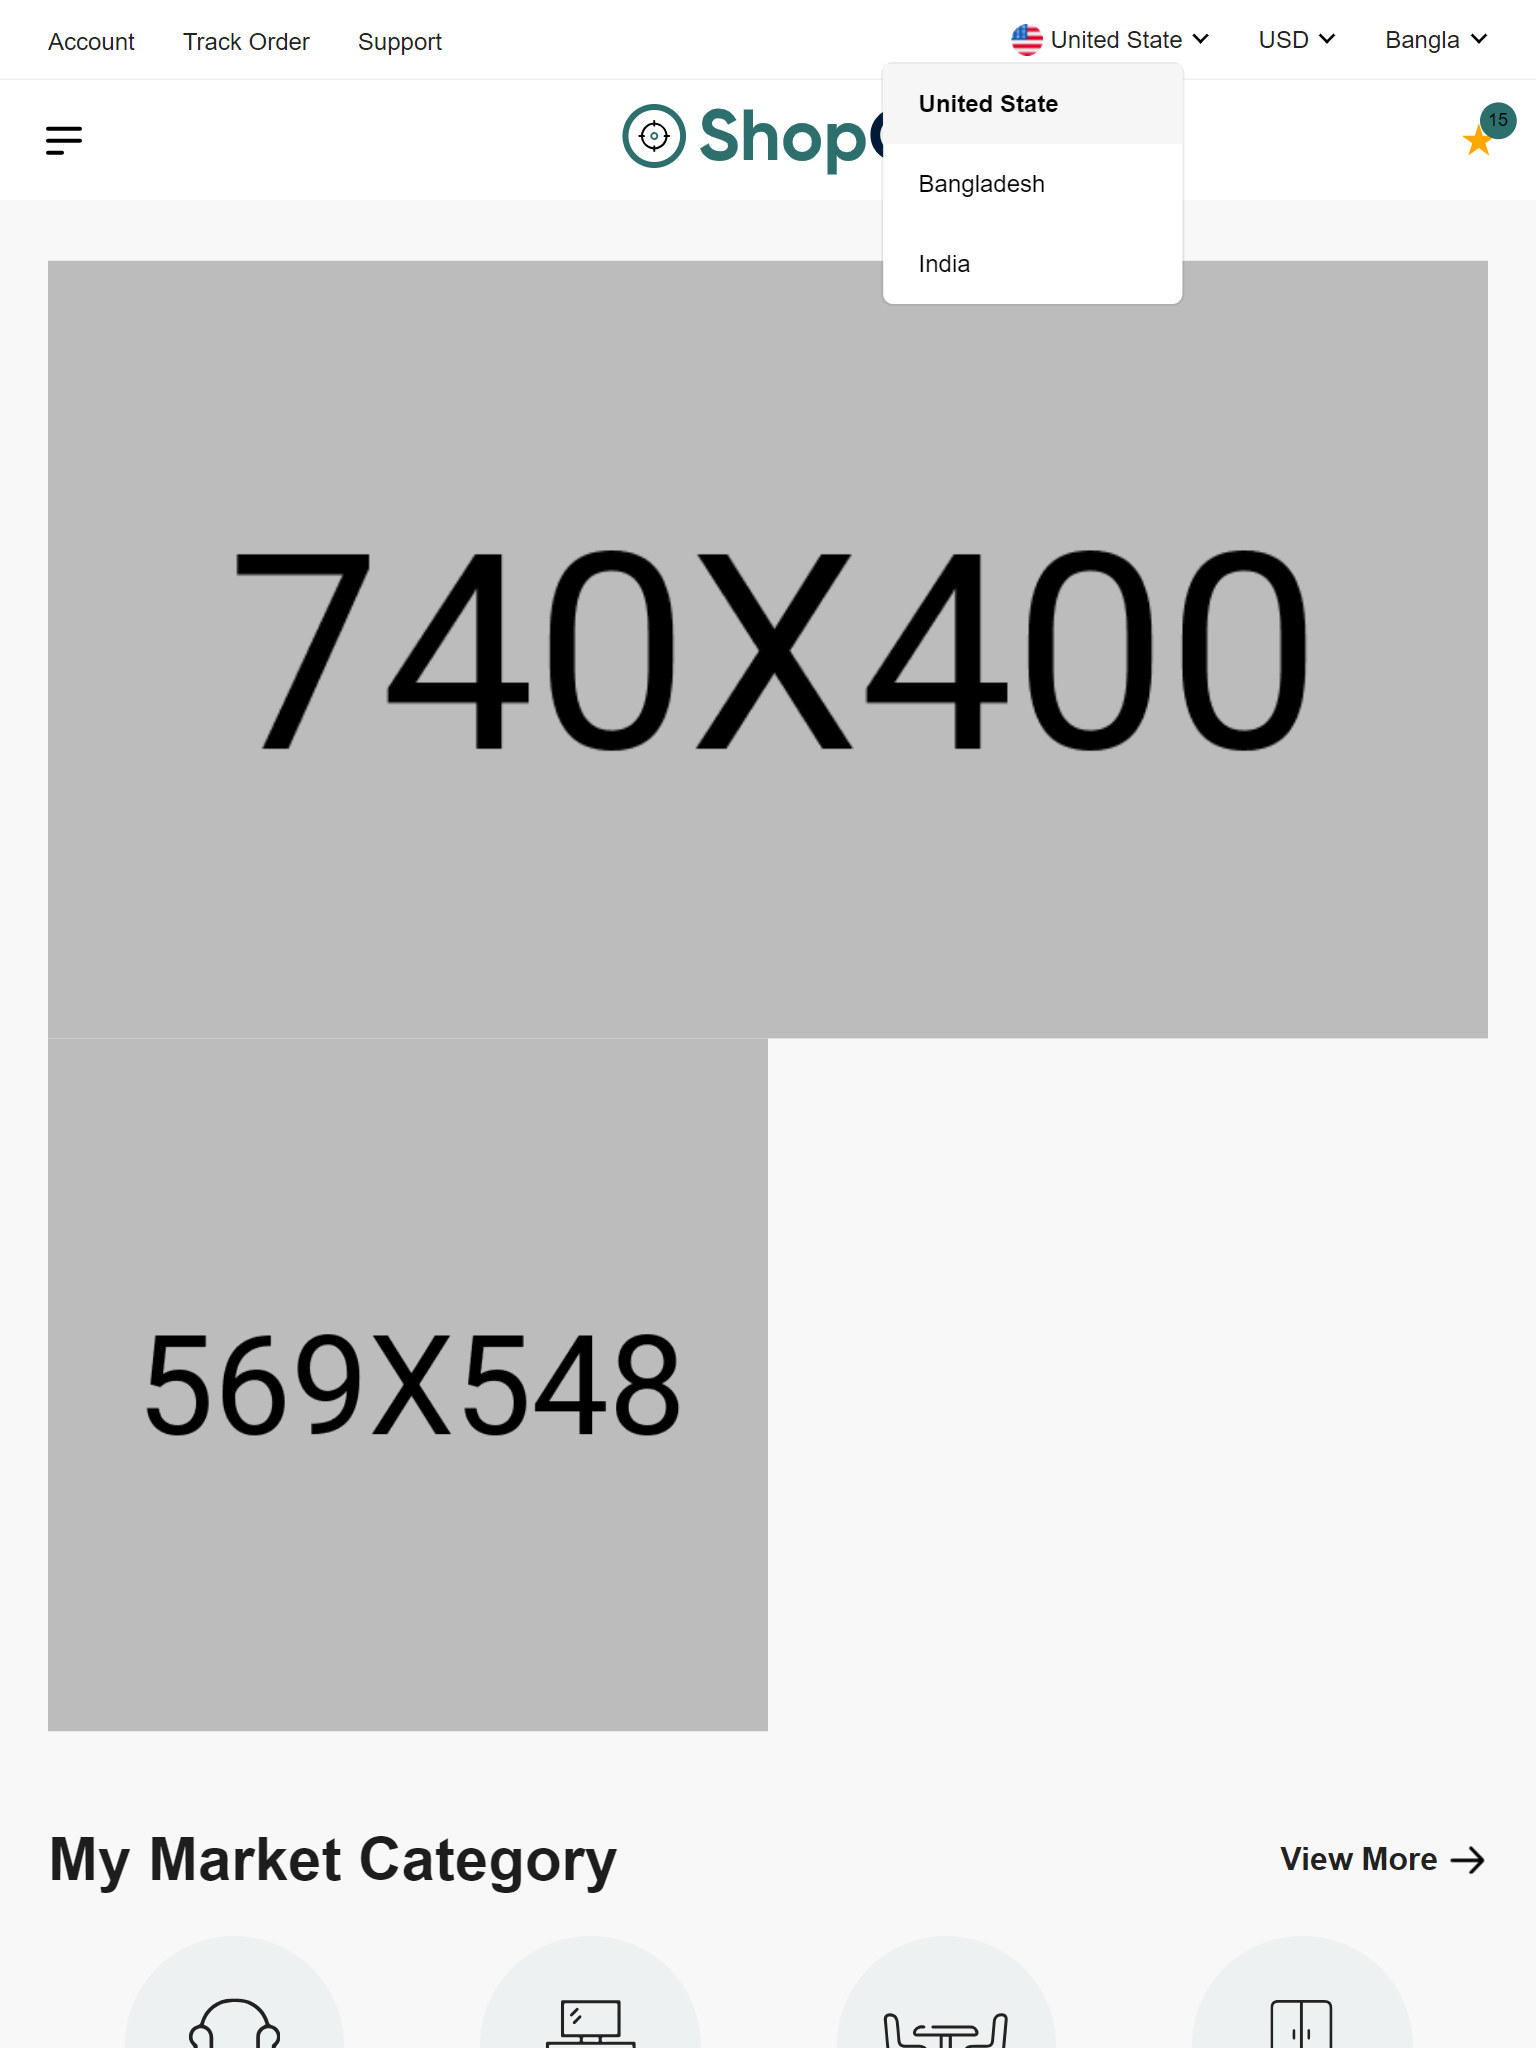 Account Track Order Support United State USD Bangla
United State
Shop
15
Bangladesh
India
740X400
569X548
My Market Category
View More